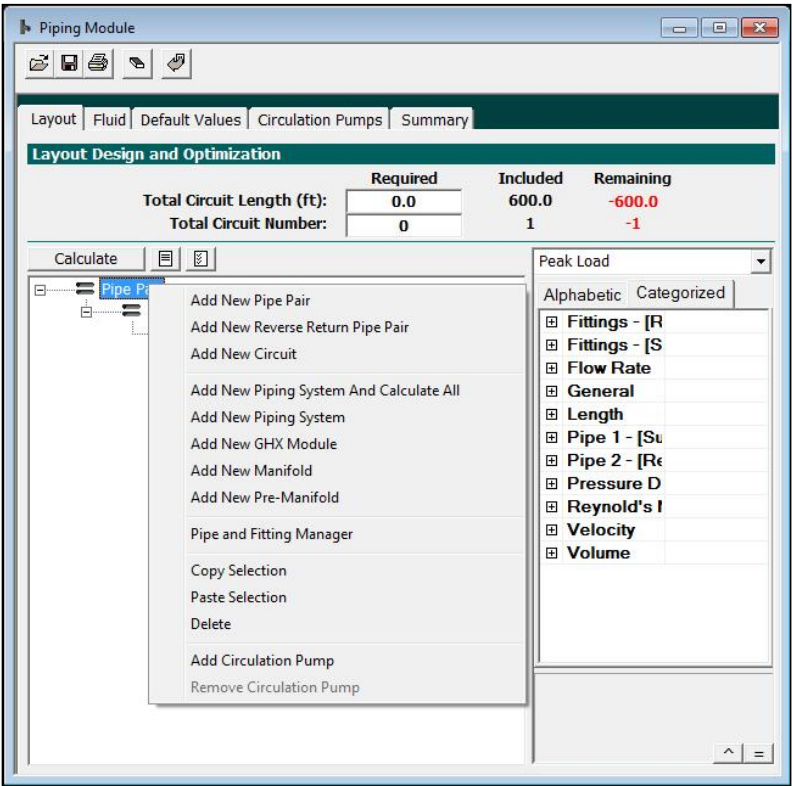 Piping Module
Layout Fluid Default Values Circulation Pumps Summary
Layout Design and Optimization
Required Included Remaining
Total Circuit Length (ft): 0.0 600.0 -600.0
Total Circuit Number: 0 1 -1
Calculate
Peak Load
Pipe
Alphabetic Categorized
Add New Pipe Pair
Add New Reverse Return Pipe Pair
Add New Circuit
Add New Piping System And Calculate All
Add New Piping System
Add New GHX Module
Add New Manifold
Add New Pre-Manifold
Pipe and Fitting Manager
Copy Selection
Paste Selection
Delete
Add Circulation Pump
Remove Circulation Pump
Fittings - [R
Fittings - [S
Flow Rate
General
Length
Pipe 1 - [Su
Pipe 2 - [Re
Pressure D
Reynold's
Velocity
Volume
^ =